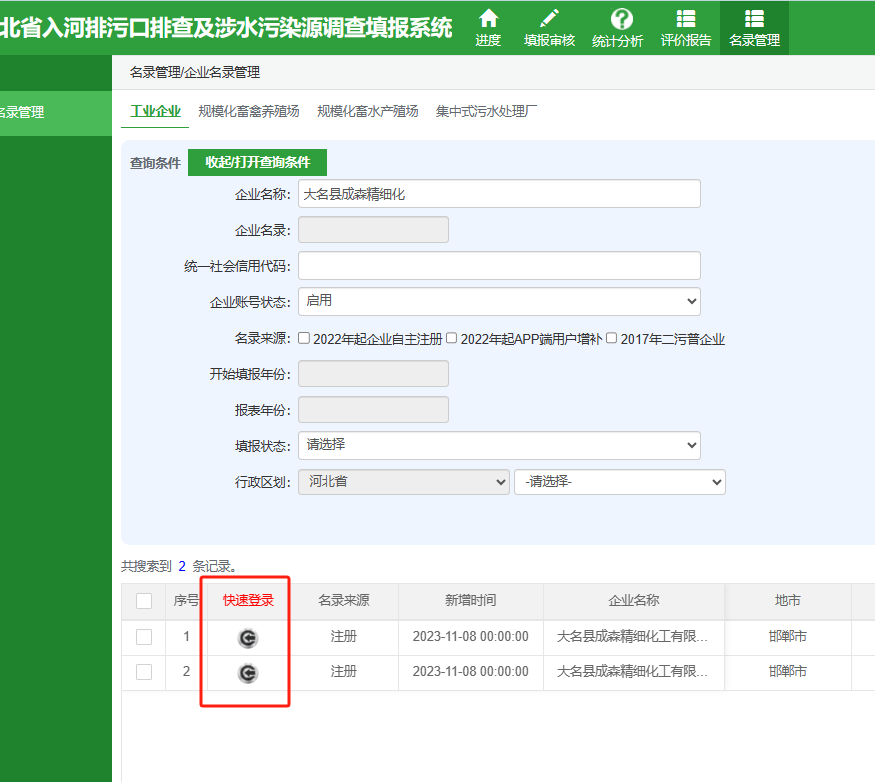 北省入河排污口排查及涉水污染源调查填报系统
进度 填报审核 统计分析 评价报告 名录管理
名录管理/企业名录管理
名录管理
工业企业 规模化畜禽养殖场 规模化畜水产殖场 集中式污水处理厂
查询条件 收起/打开查询条件
企业名称: 大名县成森精细化
企业名录:
统一社会信用代码:
企业账号状态: 启用
名录来源: 2022年起企业自主注册 2022年起APP端用户增补 2017年二污普企业
开始填报年份:
报表年份:
填报状态: 请选择
行政区划: 河北省 -请选择-
共搜索到 2 条记录。
序号 快速登录 名录来源 新增时间 企业名称 地市
1 注册 2023-11-08 00:00:00 大名县成森精细化工有限... 邯郸市
2 注册 2023-11-08 00:00:00 大名县成森精细化工有限... 邯郸市